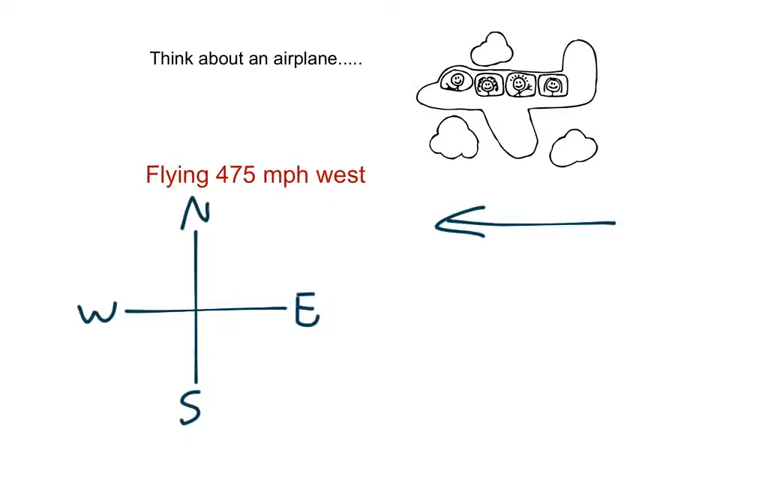 Think about an airplane.....
Flying 475 mph west
N
W E
S